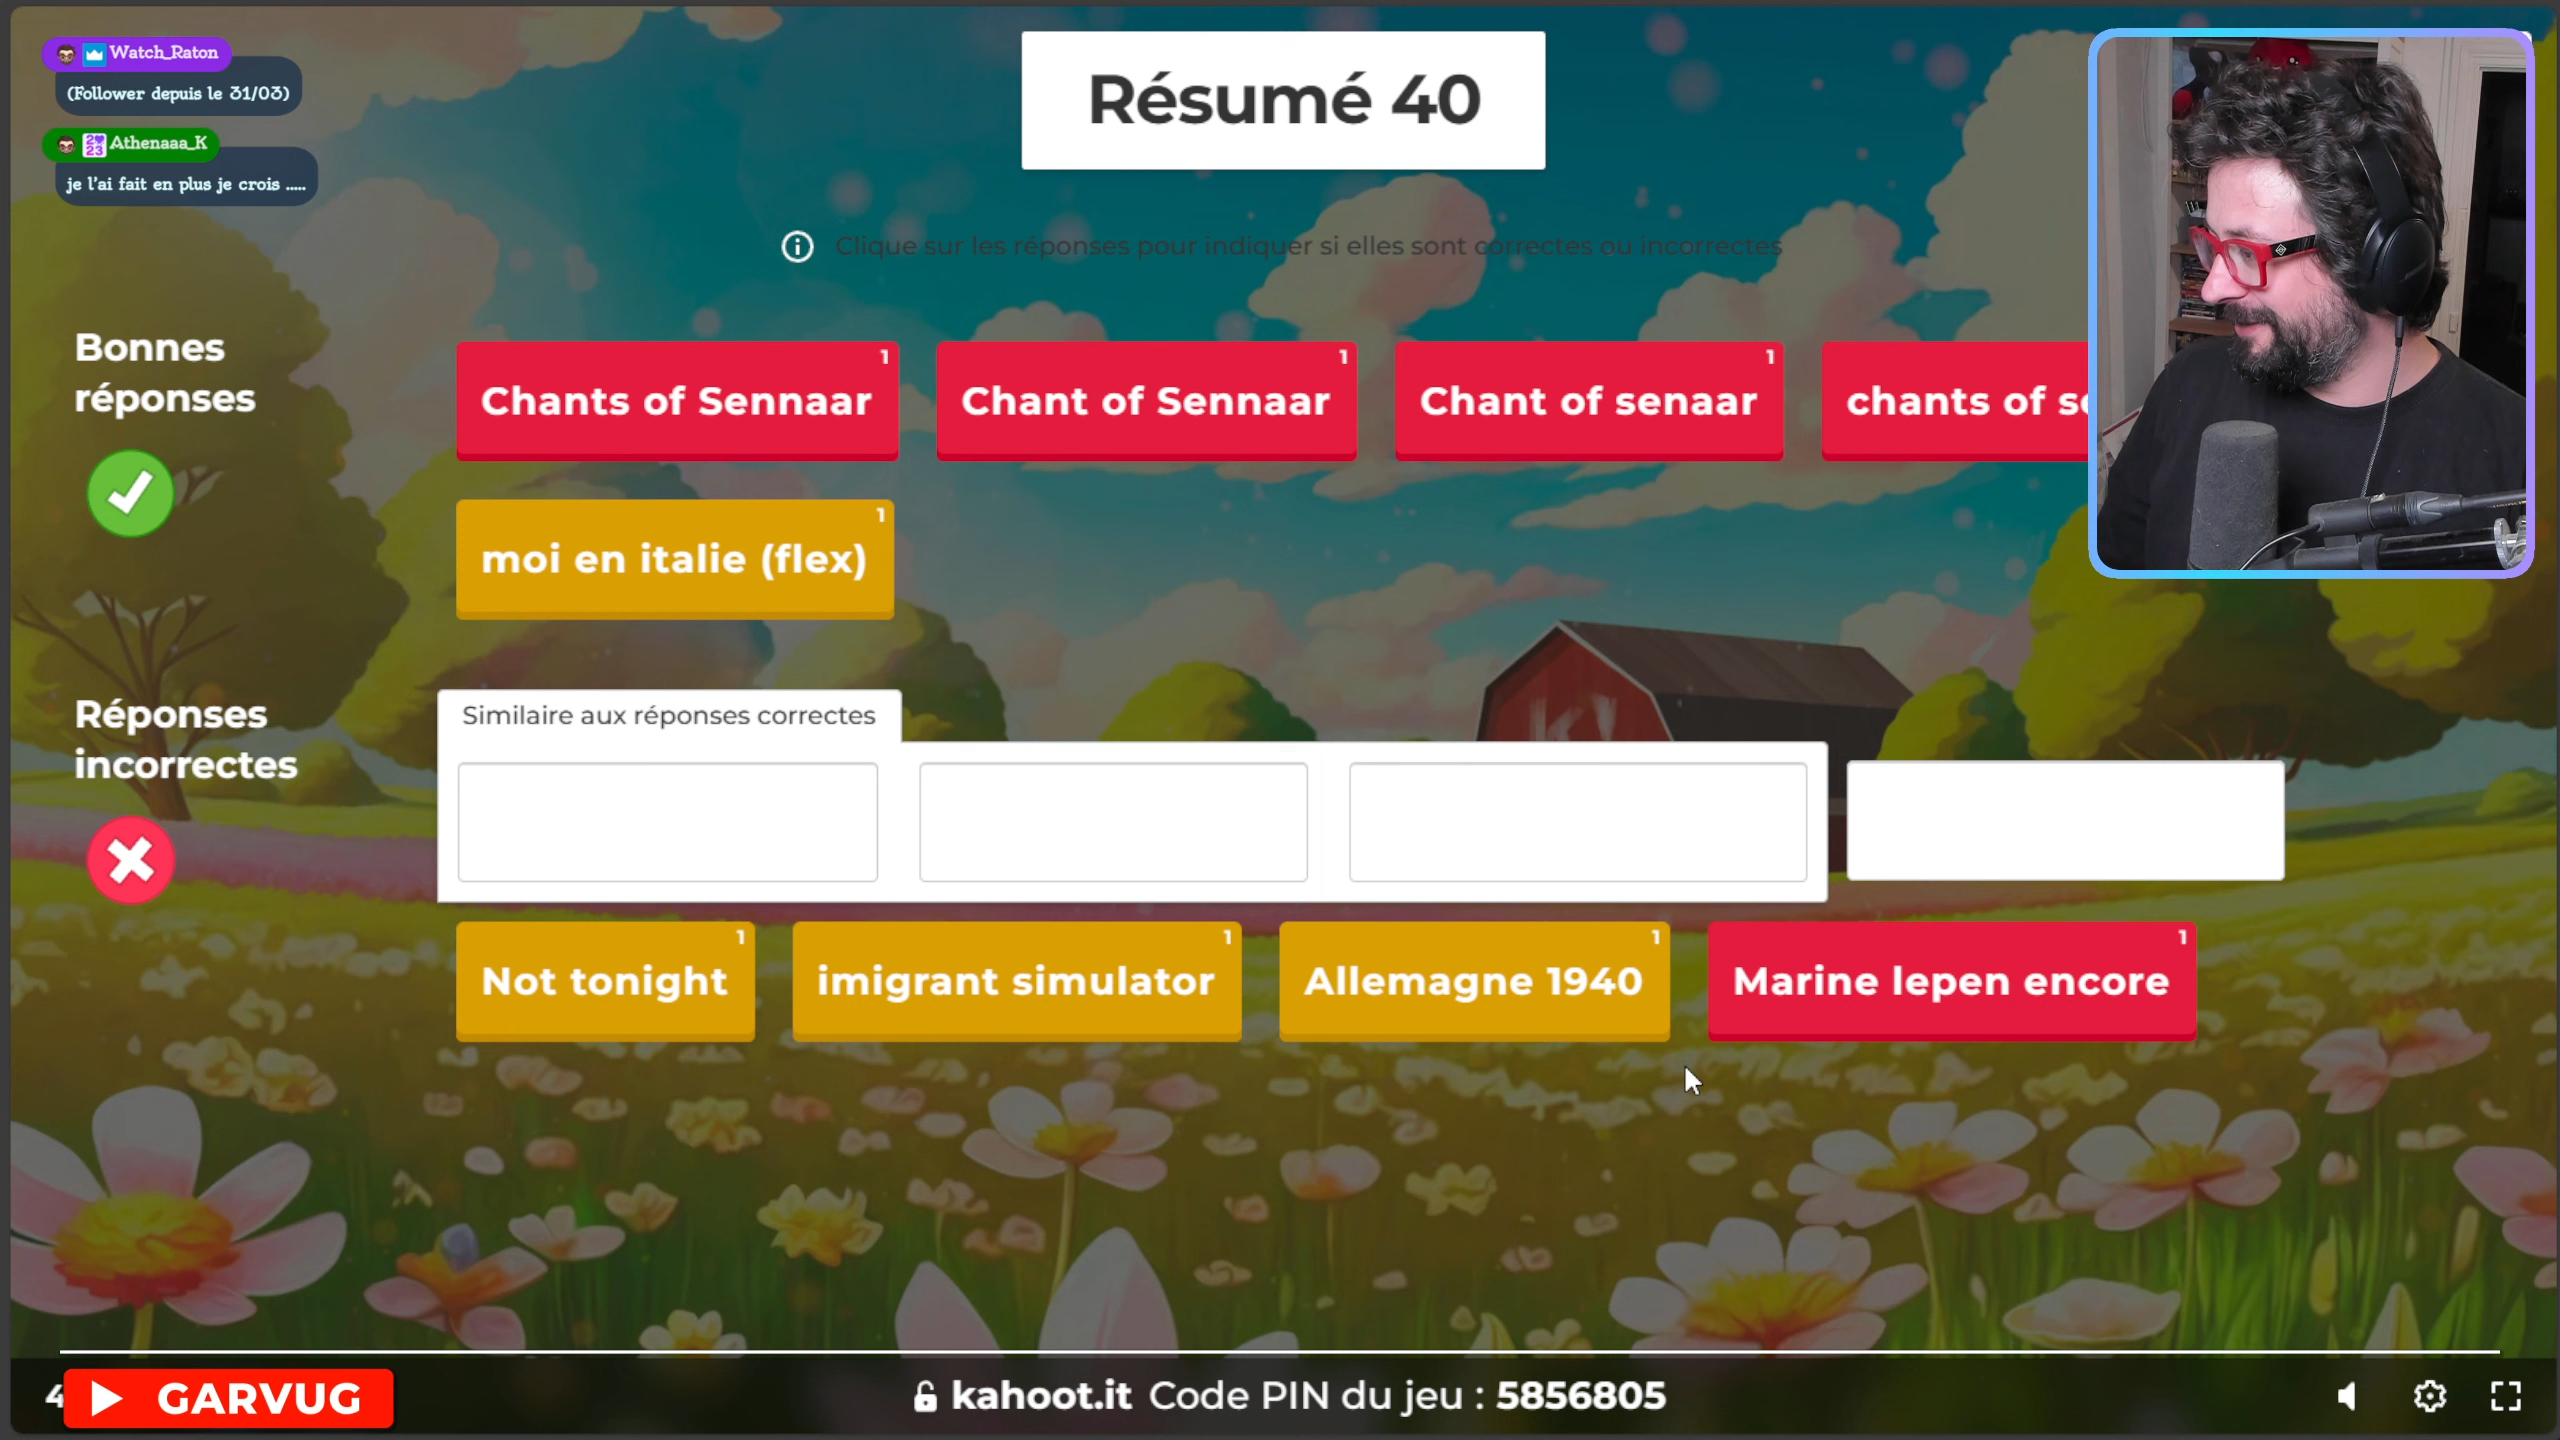 Watch_Raton
(Follower depuis le 31/03)
Athenaaa_K
je l'ai fait en plus je crois .....
Résumé 40
Clique sur les réponses pour indiquer si elles sont correctes ou incorrectes
Bonnes
réponses
Chants of Sennaar 1
Chant of Sennaar 1
Chant of senaar 1
chants of
moi en italie (flex) 1
Réponses
incorrectes
Similaire aux réponses correctes
Not tonight 1
imigrant simulator 1
Allemagne 1940 1
Marine lepen encore 1
GARVUG
kahoot.it Code PIN du jeu : 5856805